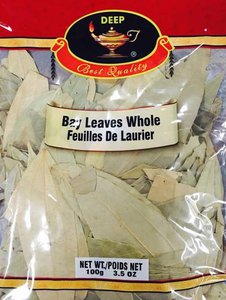 DEEP
®
Best Quality
Bay Leaves Whole
Feuilles De Laurier
NET WT./POIDS NET
100g 3.5 OZ